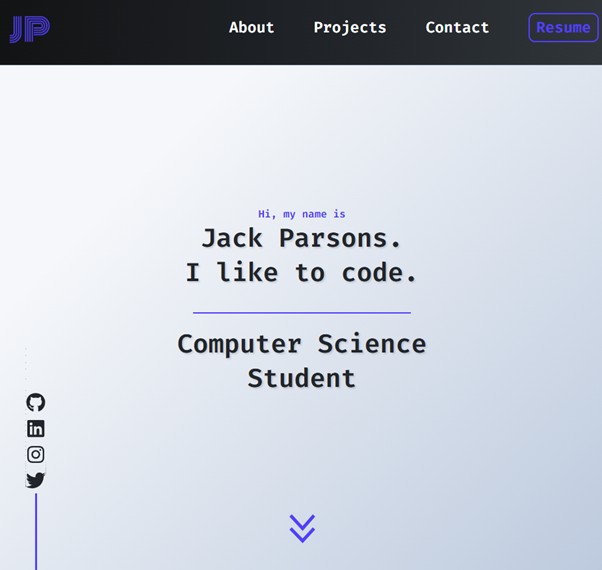 JP
About Projects Contact Resume
Hi, my name is
Jack Parsons.
I like to code.
Computer Science
Student